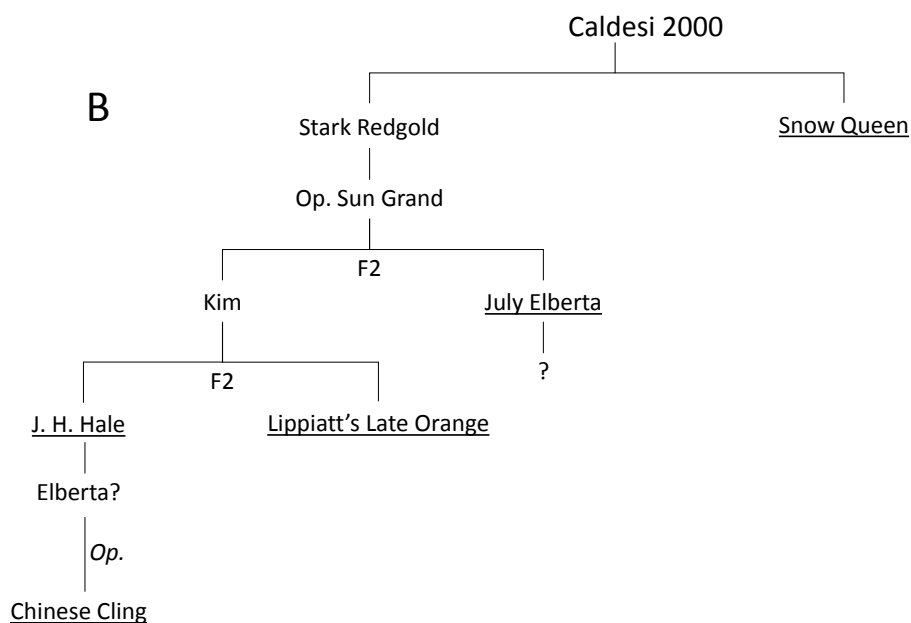 Caldesi 2000
B
Stark Redgold
Snow Queen
Op. Sun Grand
F2
Kim
July Elberta
F2
?
J. H. Hale
Lippiatt’s Late Orange
Elberta?
Op.
Chinese Cling